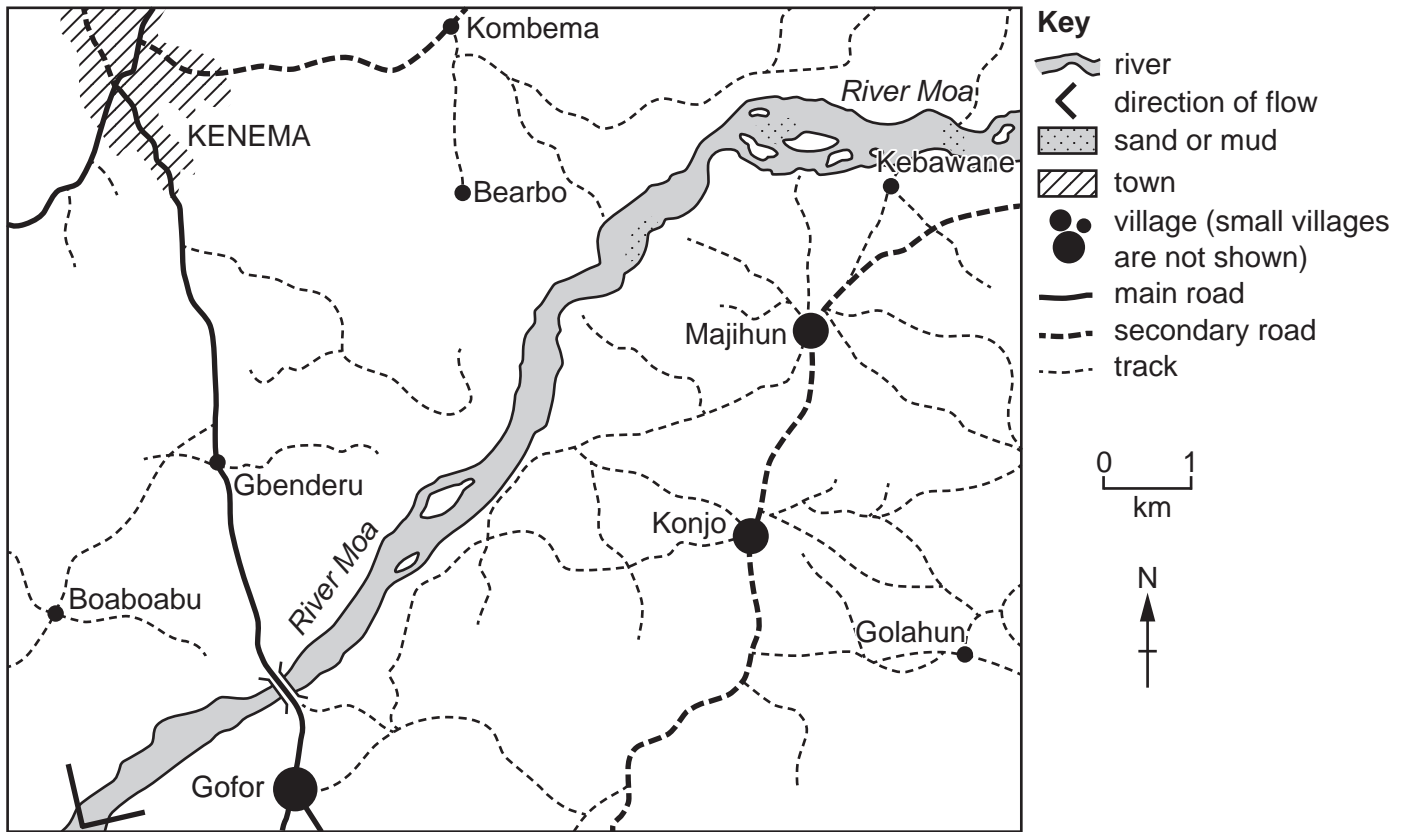 Kombema
River Moa
KENEMA
Kebawane
Bearbo
Majihun
Gbenderu
Konjo
River Moa
Boaboabu
Golahun
Gofor
Key
river
direction of flow
sand or mud
town
village (small villages
are not shown)
main road
secondary road
track
0 1
km
N